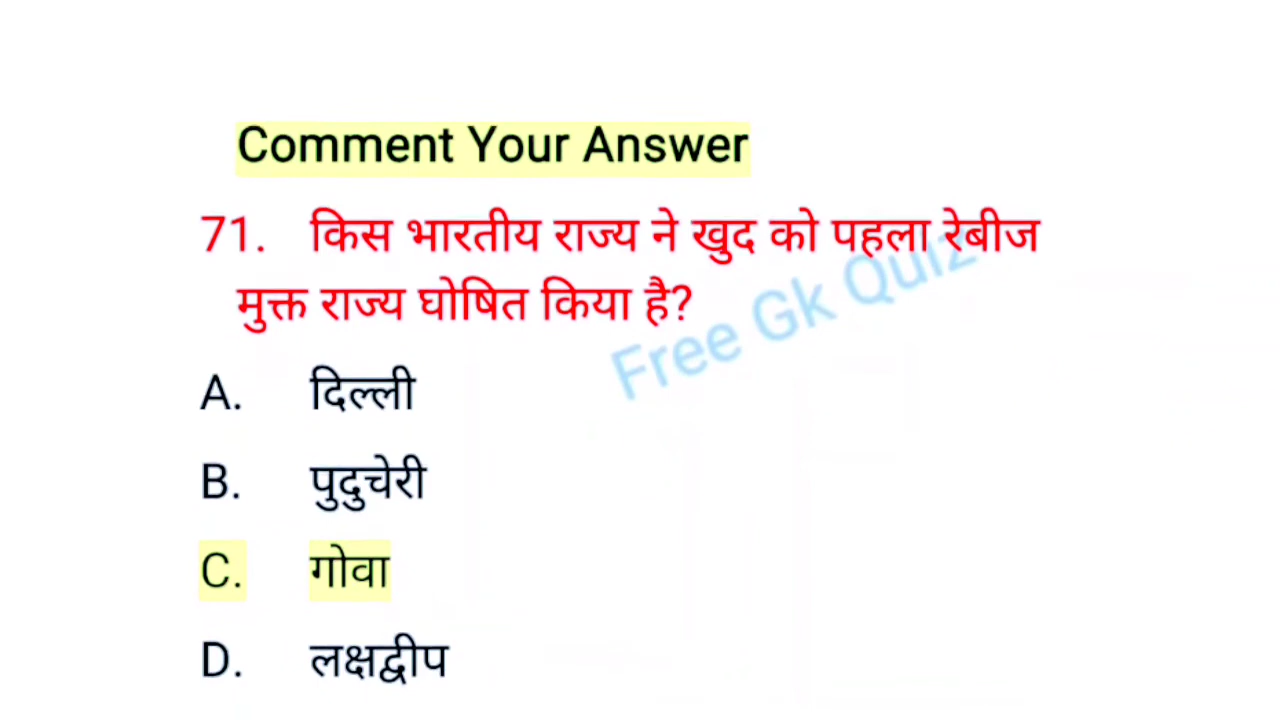 Comment Your Answer
71. किस भारतीय राज्य ने खुद को पहला रेबीज
मुक्त राज्य घोषित किया है?
Free Gk Quiz
A. दिल्ली
B. पुदुचेरी
C. गोवा
D. लक्षद्वीप